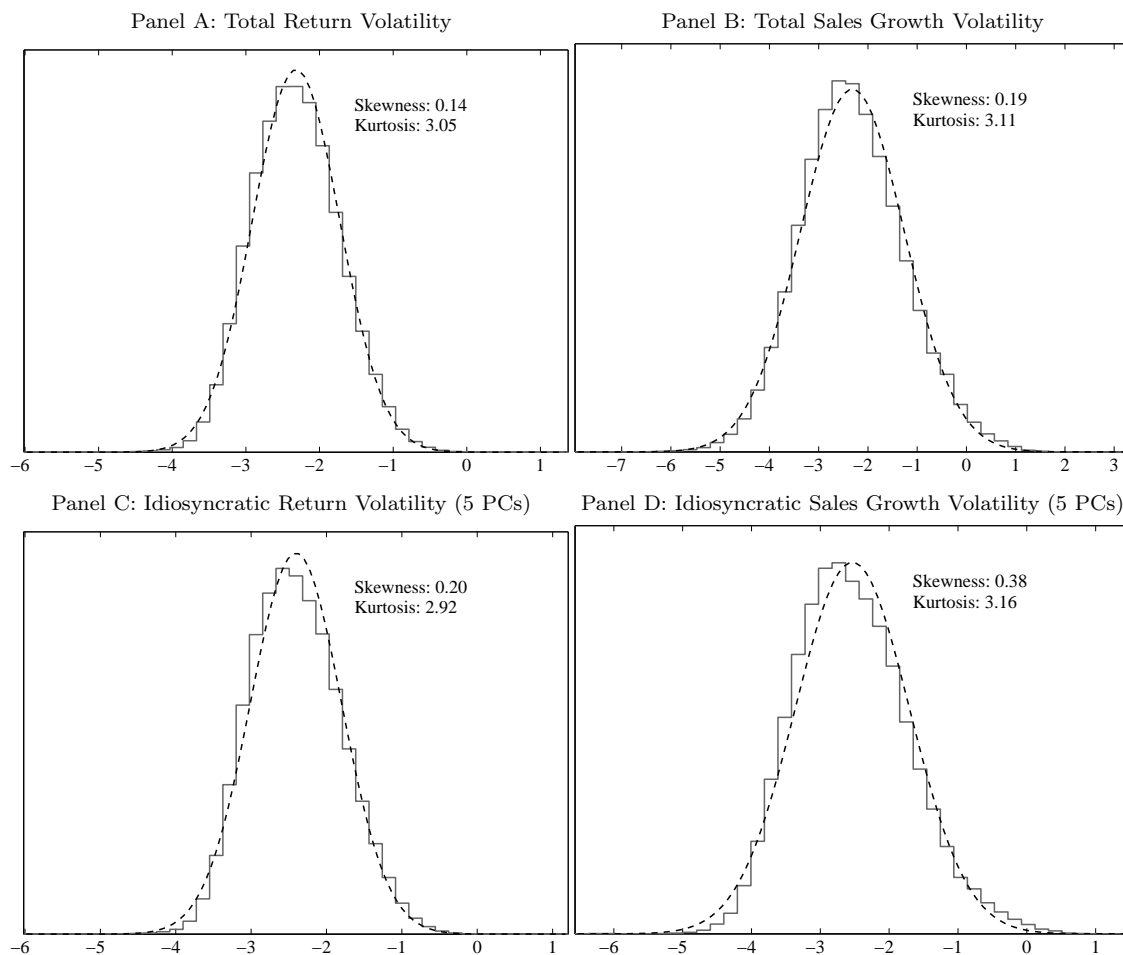 Panel A: Total Return Volatility
Skewness: 0.14
Kurtosis: 3.05
−6 −5 −4 −3 −2 −1 0 1
Panel B: Total Sales Growth Volatility
Skewness: 0.19
Kurtosis: 3.11
−7 −6 −5 −4 −3 −2 −1 0 1 2 3
Panel C: Idiosyncratic Return Volatility (5 PCs)
Skewness: 0.20
Kurtosis: 2.92
−6 −5 −4 −3 −2 −1 0 1
Panel D: Idiosyncratic Sales Growth Volatility (5 PCs)
Skewness: 0.38
Kurtosis: 3.16
−6 −5 −4 −3 −2 −1 0 1